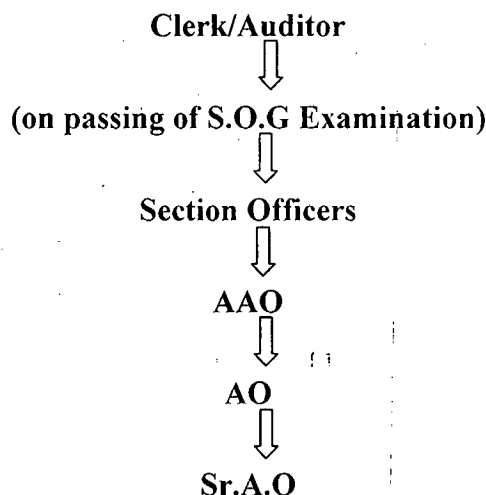 Clerk/Auditor
(on passing of S.O.G Examination)
Section Officers
AAO
AO
Sr.A.O